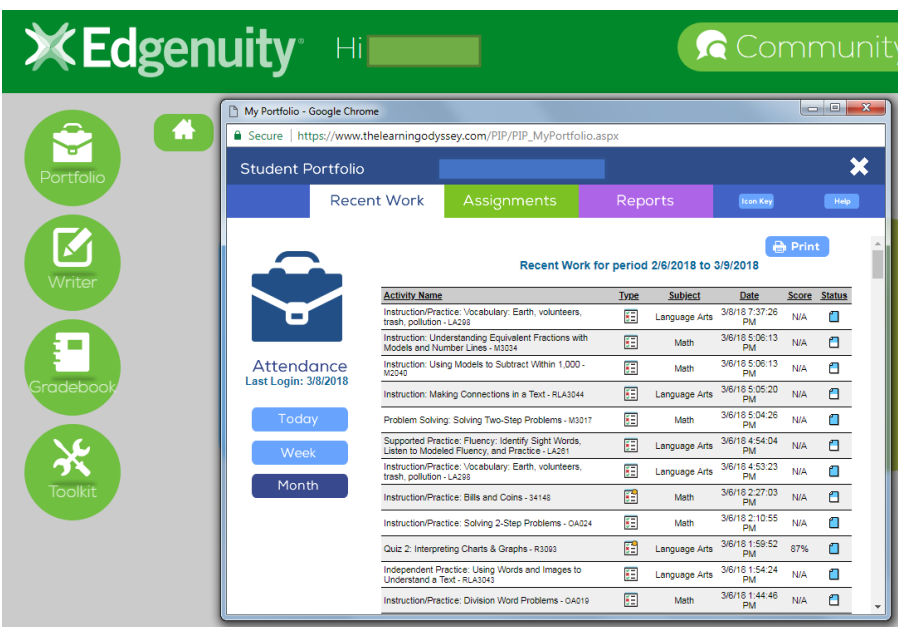 Edgenuity®
Hi
Community
Portfolio
Writer
Gradebook
Toolkit
My Portfolio - Google Chrome
Secure | https://www.thelearningodyssey.com/PIP/PIP_MyPortfolio.aspx
Student Portfolio
Recent Work Assignments Reports Icon Key Help
Print
Recent Work for period 2/6/2018 to 3/9/2018
Attendance
Last Login: 3/8/2018
Today
Week
Month
Activity Name Type Subject Date Score Status
Instruction/Practice: Vocabulary: Earth, volunteers, Language Arts 3/8/18 7:37:26 N/A
trash, pollution - LA298 PM
Instruction: Understanding Equivalent Fractions with Math 3/6/18 5:06:13 N/A
Models and Number Lines - M3034 PM
Instruction: Using Models to Subtract Within 1,000 - Math 3/6/18 5:06:13 N/A
M2040 PM
Instruction: Making Connections in a Text - RLA3044 Language Arts 3/6/18 5:05:20 N/A
PM
Problem Solving: Solving Two-Step Problems - M3017 Math 3/6/18 5:04:26 N/A
PM
Supported Practice: Fluency: Identify Sight Words, Language Arts 3/6/18 4:54:04 N/A
Listen to Modeled Fluency, and Practice - LA261 PM
Instruction/Practice: Vocabulary: Earth, volunteers, Language Arts 3/6/18 4:53:23 N/A
trash, pollution - LA298 PM
Instruction/Practice: Bills and Coins - 34148 Math 3/6/18 2:27:03 N/A
PM
Instruction/Practice: Solving 2-Step Problems - OA024 Math 3/6/18 2:10:55 N/A
PM
Quiz 2: Interpreting Charts & Graphs - R3093 Language Arts 3/6/18 1:59:52 87%
PM
Independent Practice: Using Words and Images to Language Arts 3/6/18 1:54:24 N/A
Understand a Text - RLA3043 PM
Instruction/Practice: Division Word Problems - OA019 Math 3/6/18 1:44:46 N/A
PM